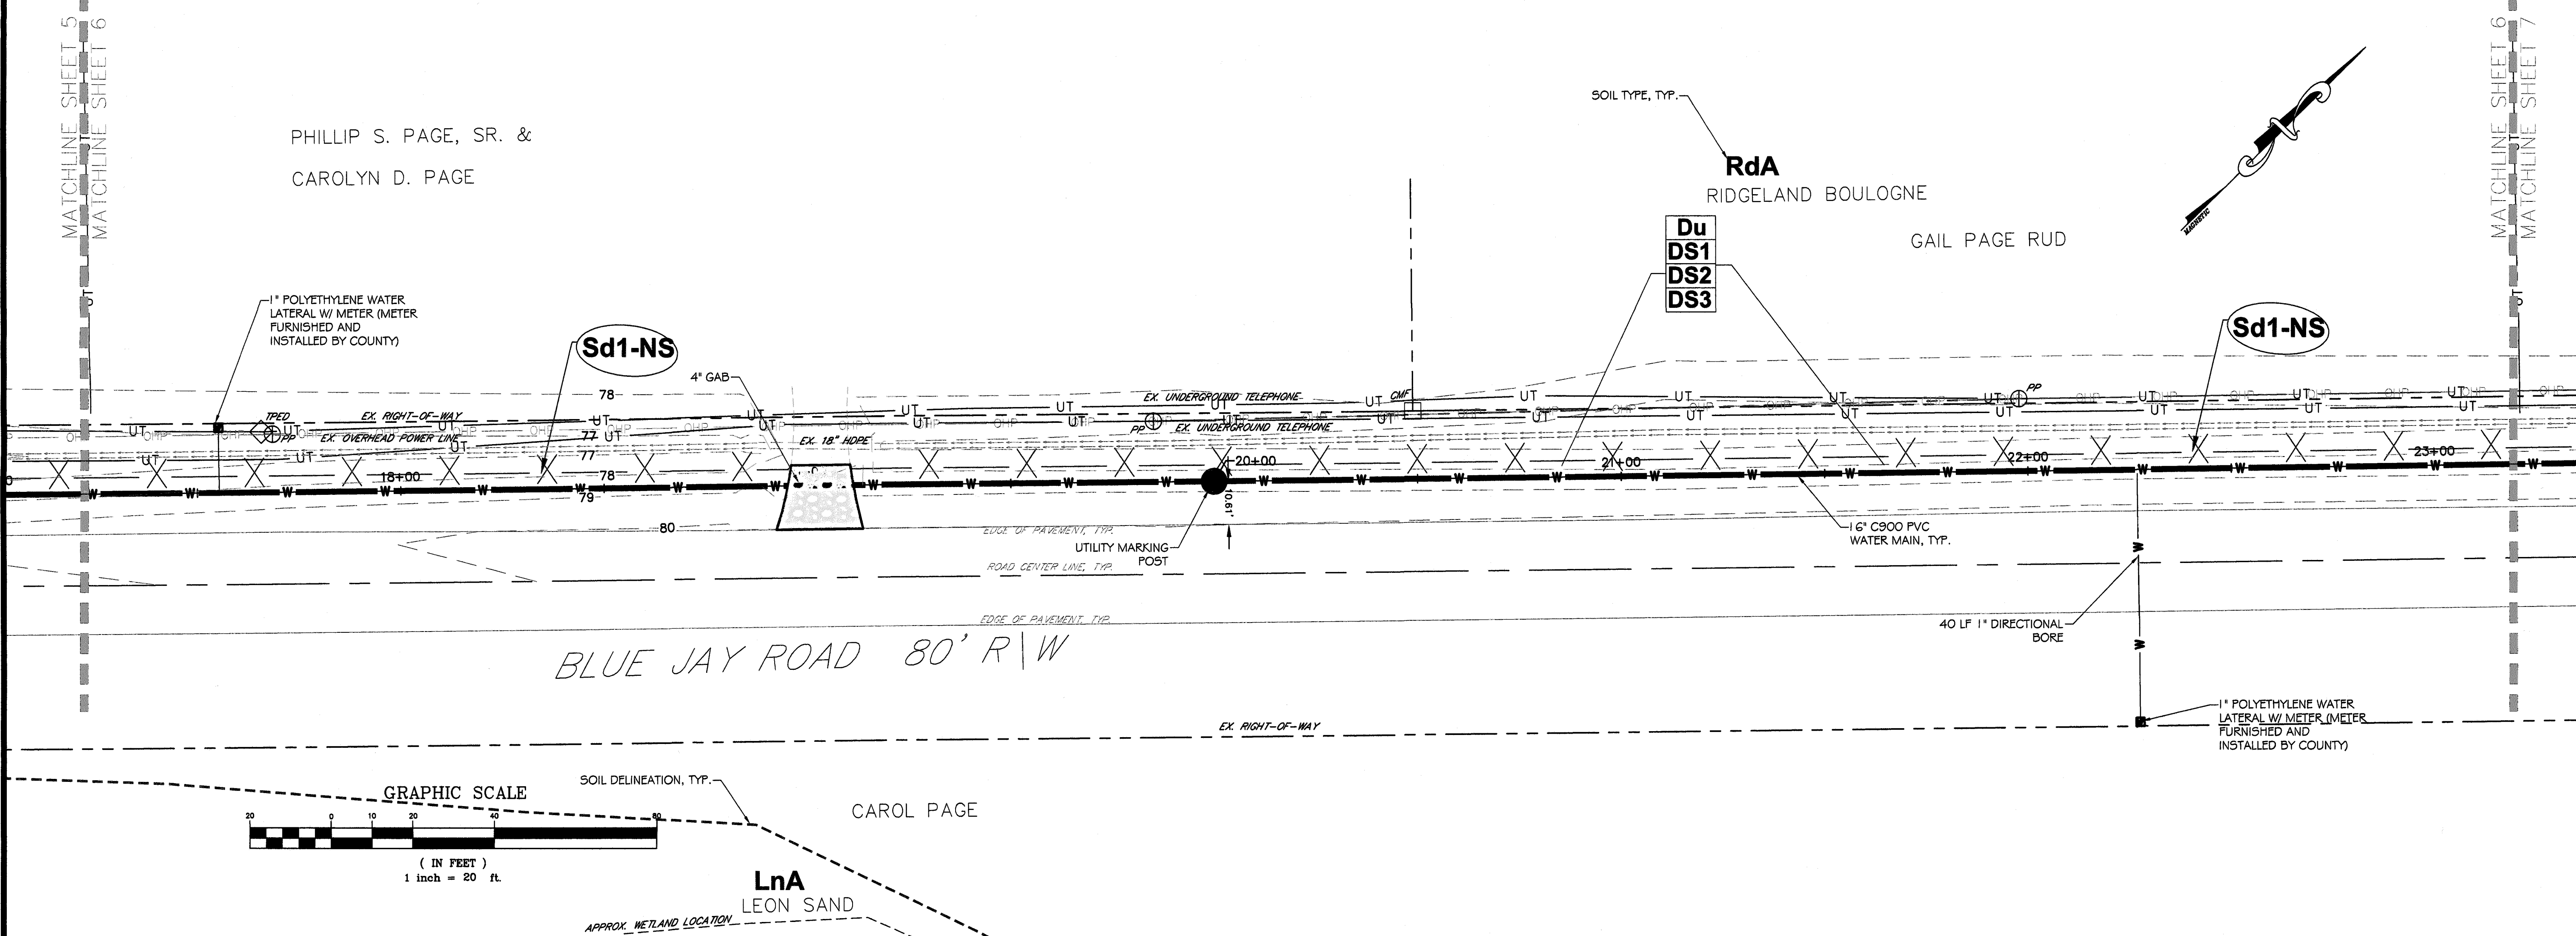 MATCHLINE SHEET 5
MATCHLINE SHEET 6
MATCHLINE SHEET 6
MATCHLINE SHEET 7
PHILLIP S. PAGE, SR. &
CAROLYN D. PAGE
SOIL TYPE, TYP.
RdA
RIDGELAND BOULOGNE
GAIL PAGE RUD
MAGNETIC
Du
DS1
DS2
DS3
1" POLYETHYLENE WATER
LATERAL W/ METER (METER
FURNISHED AND
INSTALLED BY COUNTY)
Sd1-NS
Sd1-NS
4" GAB
78
TPED
EX. RIGHT-OF-WAY
EX. UNDERGROUND TELEPHONE
CMF
PP
PP
EX. OVERHEAD POWER LINE
77
EX. 18" HDPE
PP
EX. UNDERGROUND TELEPHONE
77
18+00
78
79
20+00
21+00
22+00
23+00
80
10.61'
EDGE OF PAVEMENT, TYP.
UTILITY MARKING
POST
16" C900 PVC
WATER MAIN, TYP.
ROAD CENTER LINE, TYP.
EDGE OF PAVEMENT, TYP.
40 LF 1" DIRECTIONAL
BORE
BLUE JAY ROAD 80' R\W
EX. RIGHT-OF-WAY
1" POLYETHYLENE WATER
LATERAL W/ METER (METER
FURNISHED AND
INSTALLED BY COUNTY)
SOIL DELINEATION, TYP.
CAROL PAGE
GRAPHIC SCALE
20 0 10 20 40 80
( IN FEET )
1 inch = 20 ft.
LnA
LEON SAND
APPROX. WETLAND LOCATION